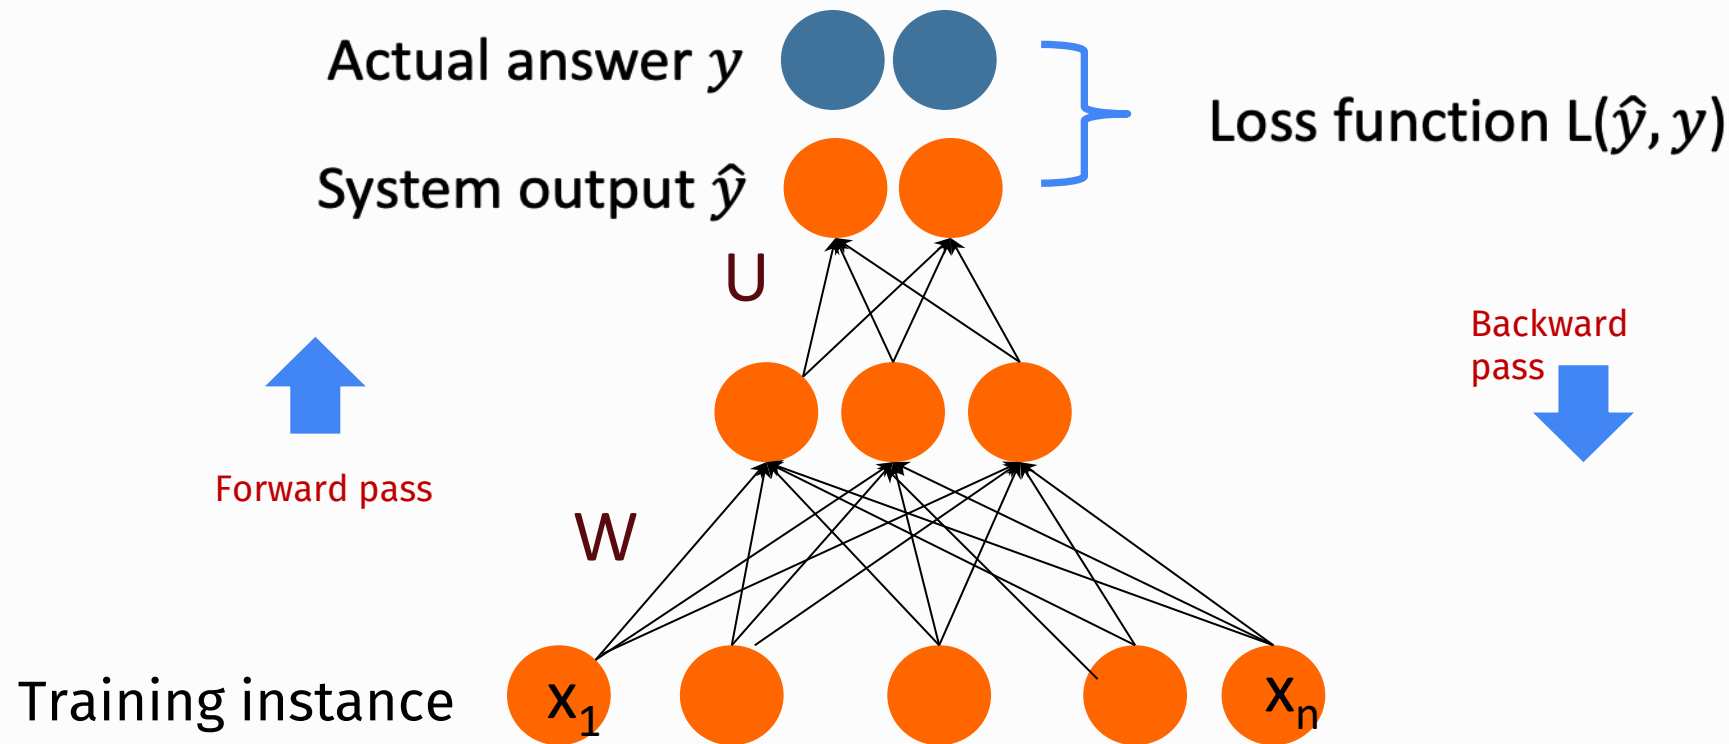 Actual answer y
Loss function L(ŷ, y)
System output ŷ
U
Backward
pass
Forward pass
W
Training instance
x₁
xₙ